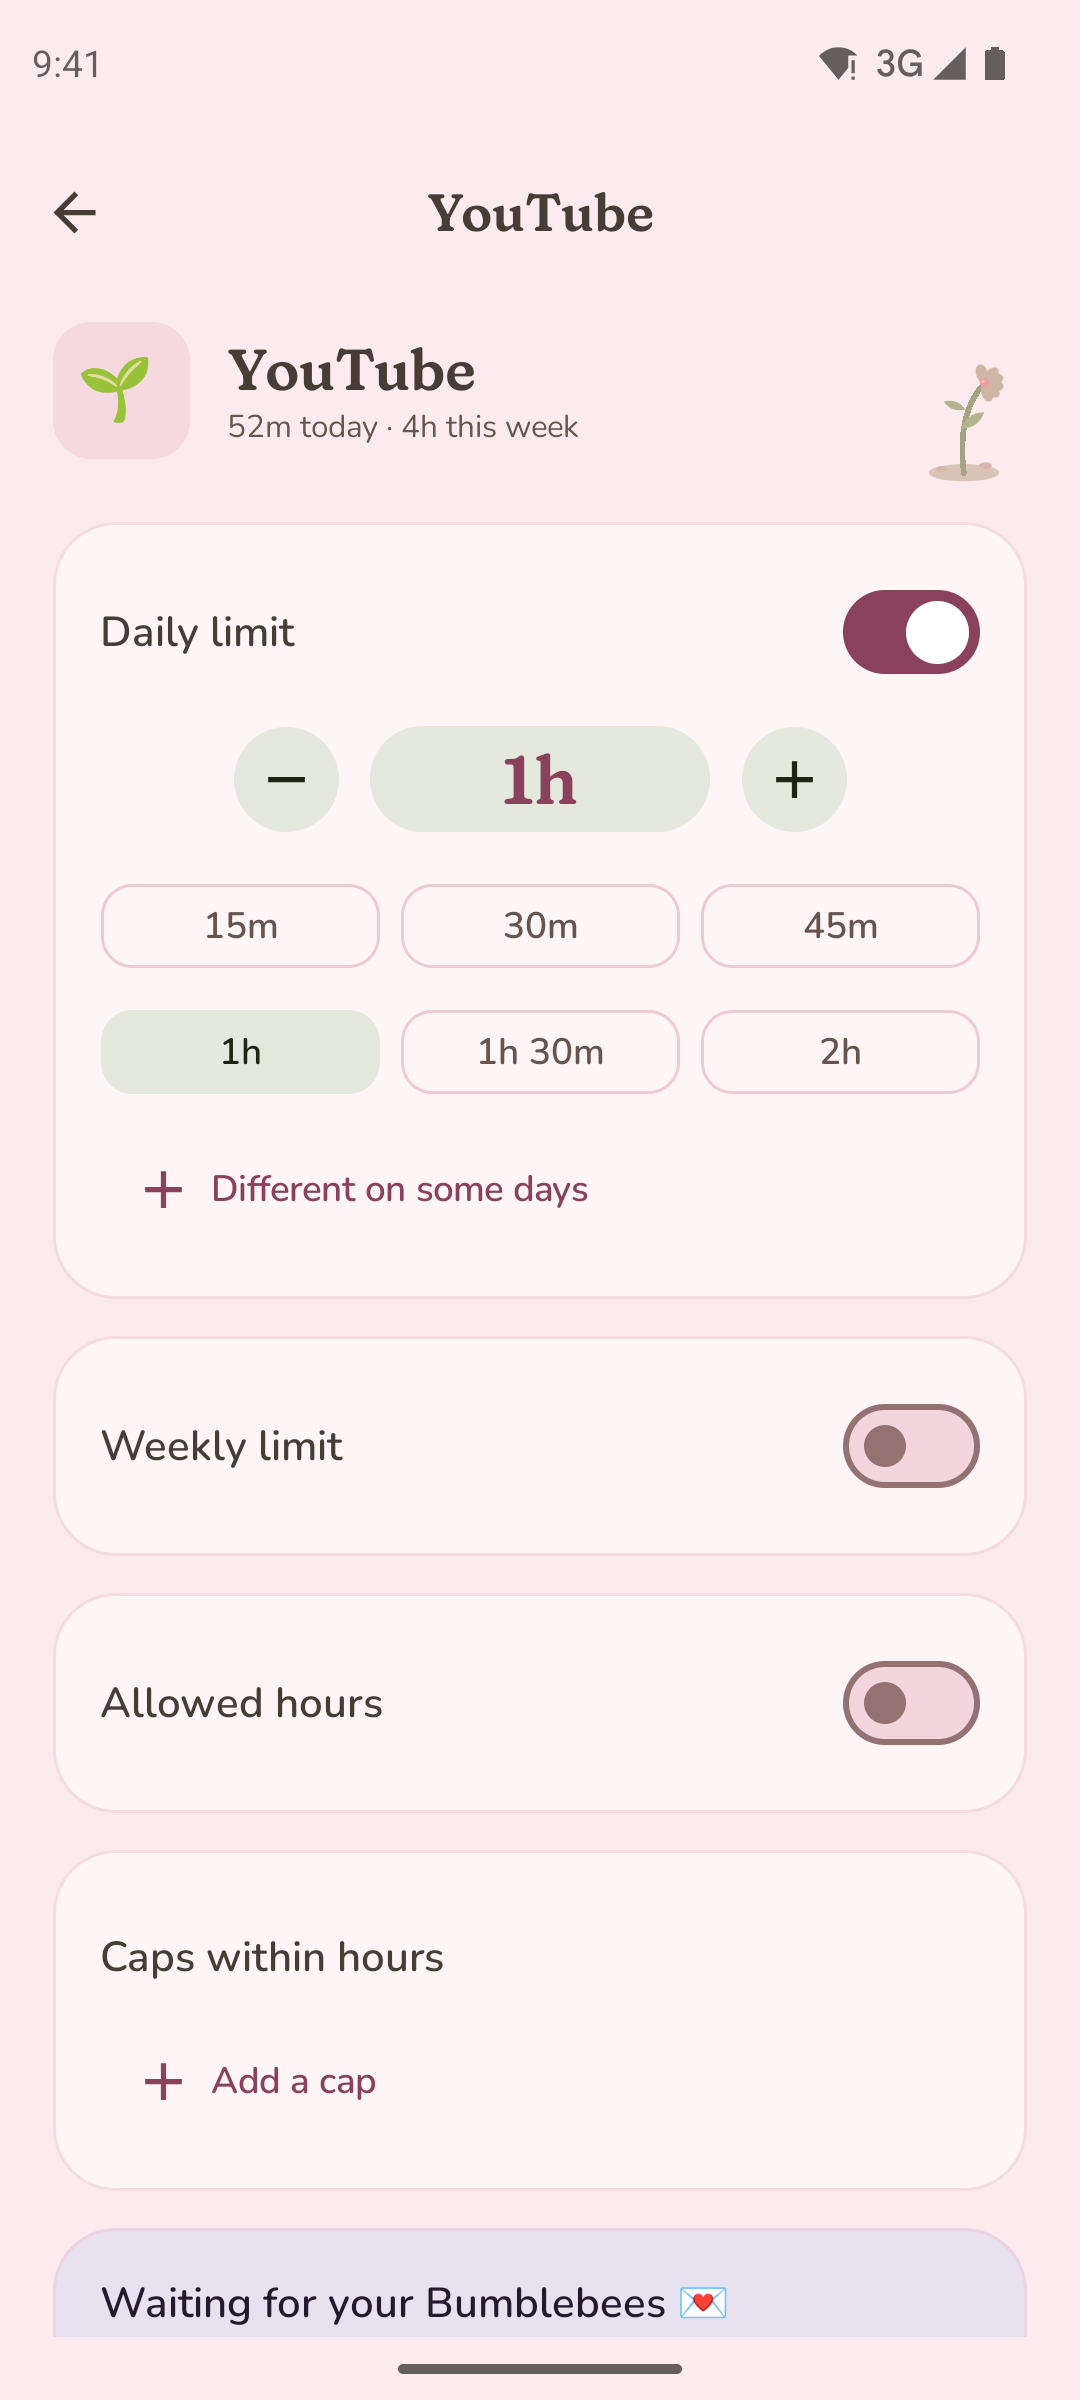 9:41
3G
YouTube
YouTube
52m today · 4h this week
Daily limit
1h
15m
30m
45m
1h
1h 30m
2h
Different on some days
Weekly limit
Allowed hours
Caps within hours
Add a cap
Waiting for your Bumblebees 💌